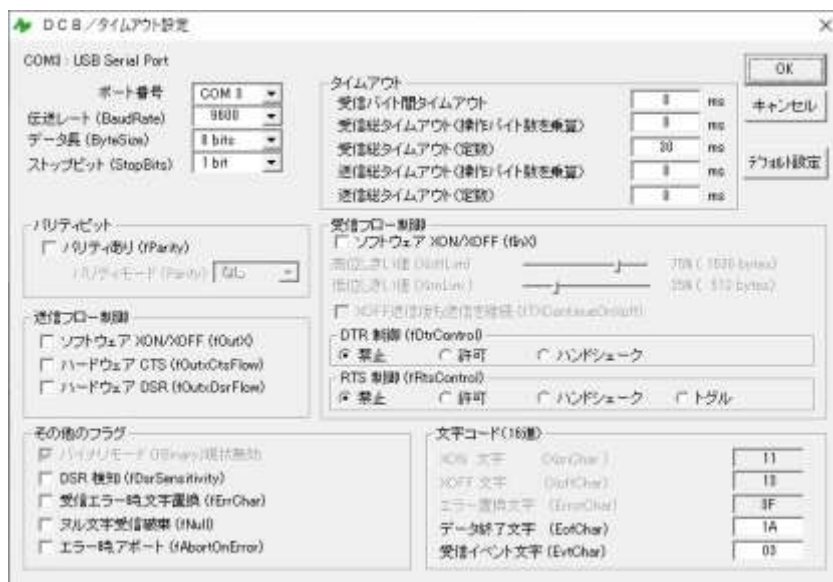 DCB/タイムアウト設定
COM3 : USB Serial Port
ポート番号 COM 3
伝送レート (BaudRate) 9600
データ長 (ByteSize) 8 bits
ストップビット (StopBits) 1 bit
タイムアウト
受信バイト間タイムアウト 0 ms
受信総タイムアウト(操作バイト数を乗算) 0 ms
受信総タイムアウト(定数) 30 ms
送信総タイムアウト(操作バイト数を乗算) 0 ms
送信総タイムアウト(定数) 0 ms
OK
キャンセル
デフォルト設定
パリティビット
パリティあり (fParity)
パリティモード (Parity) なし
送信フロー制御
ソフトウェア XON/XOFF (fOutX)
ハードウェア CTS (fOutxCtsFlow)
ハードウェア DSR (fOutxDsrFlow)
受信フロー制御
ソフトウェア XON/XOFF (fInX)
高位しきい値 (XoffLim) 75% ( bytes)
低位しきい値 (XonLim) 25% ( 512 bytes)
XOFF送信後も送信を継続 (fTXContinueOnXoff)
DTR 制御 (fDtrControl)
禁止 許可 ハンドシェーク
RTS 制御 (fRtsControl)
禁止 許可 ハンドシェーク トグル
その他のフラグ
バイナリモード (fBinary)現状無効
DSR 検知 (fDsrSensitivity)
受信エラー時文字置換 (fErrChar)
ヌル文字受信破棄 (fNull)
エラー時アボート (fAbortOnError)
文字コード(16進)
XON 文字 (XonChar ) 11
XOFF 文字 (XoffChar ) 13
エラー置換文字 (ErrorChar) 3F
データ終了文字 (EofChar) 1A
受信イベント文字 (EvtChar) 03